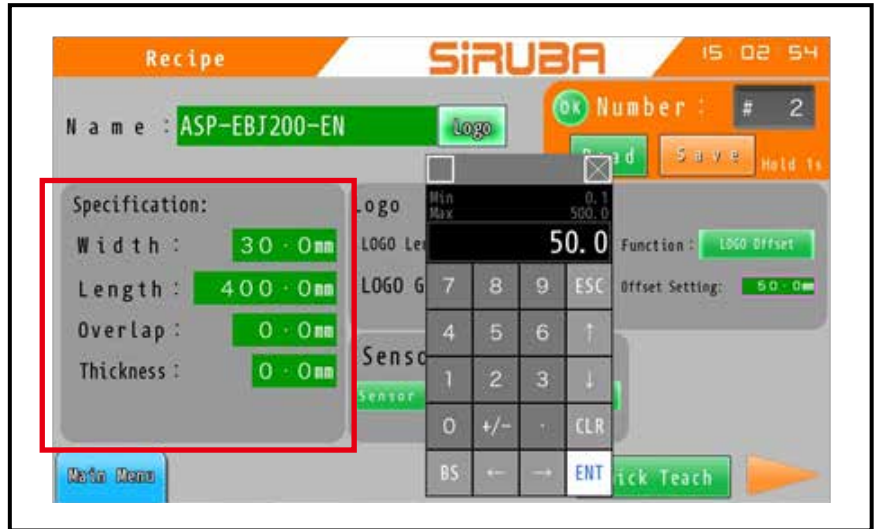 Recipe
SiRUBA
15 02 54
Name : ASP-EBJ200-EN
Logo
OK Number : # 2
Save
Hold 1s
Specification:
Width : 30.0mm
Length : 400.0mm
Overlap : 0.0mm
Thickness : 0.0mm
LOGO
LOGO G
Min 0.1
Max 500.0
50.0
7 8 9 ESC
4 5 6 ↑
1 2 3 ↓
0 +/- . CLR
BS ← → ENT
Function : LOGO Offset
Offset Setting: 50.0m
Sensor
Main Menu
Teach